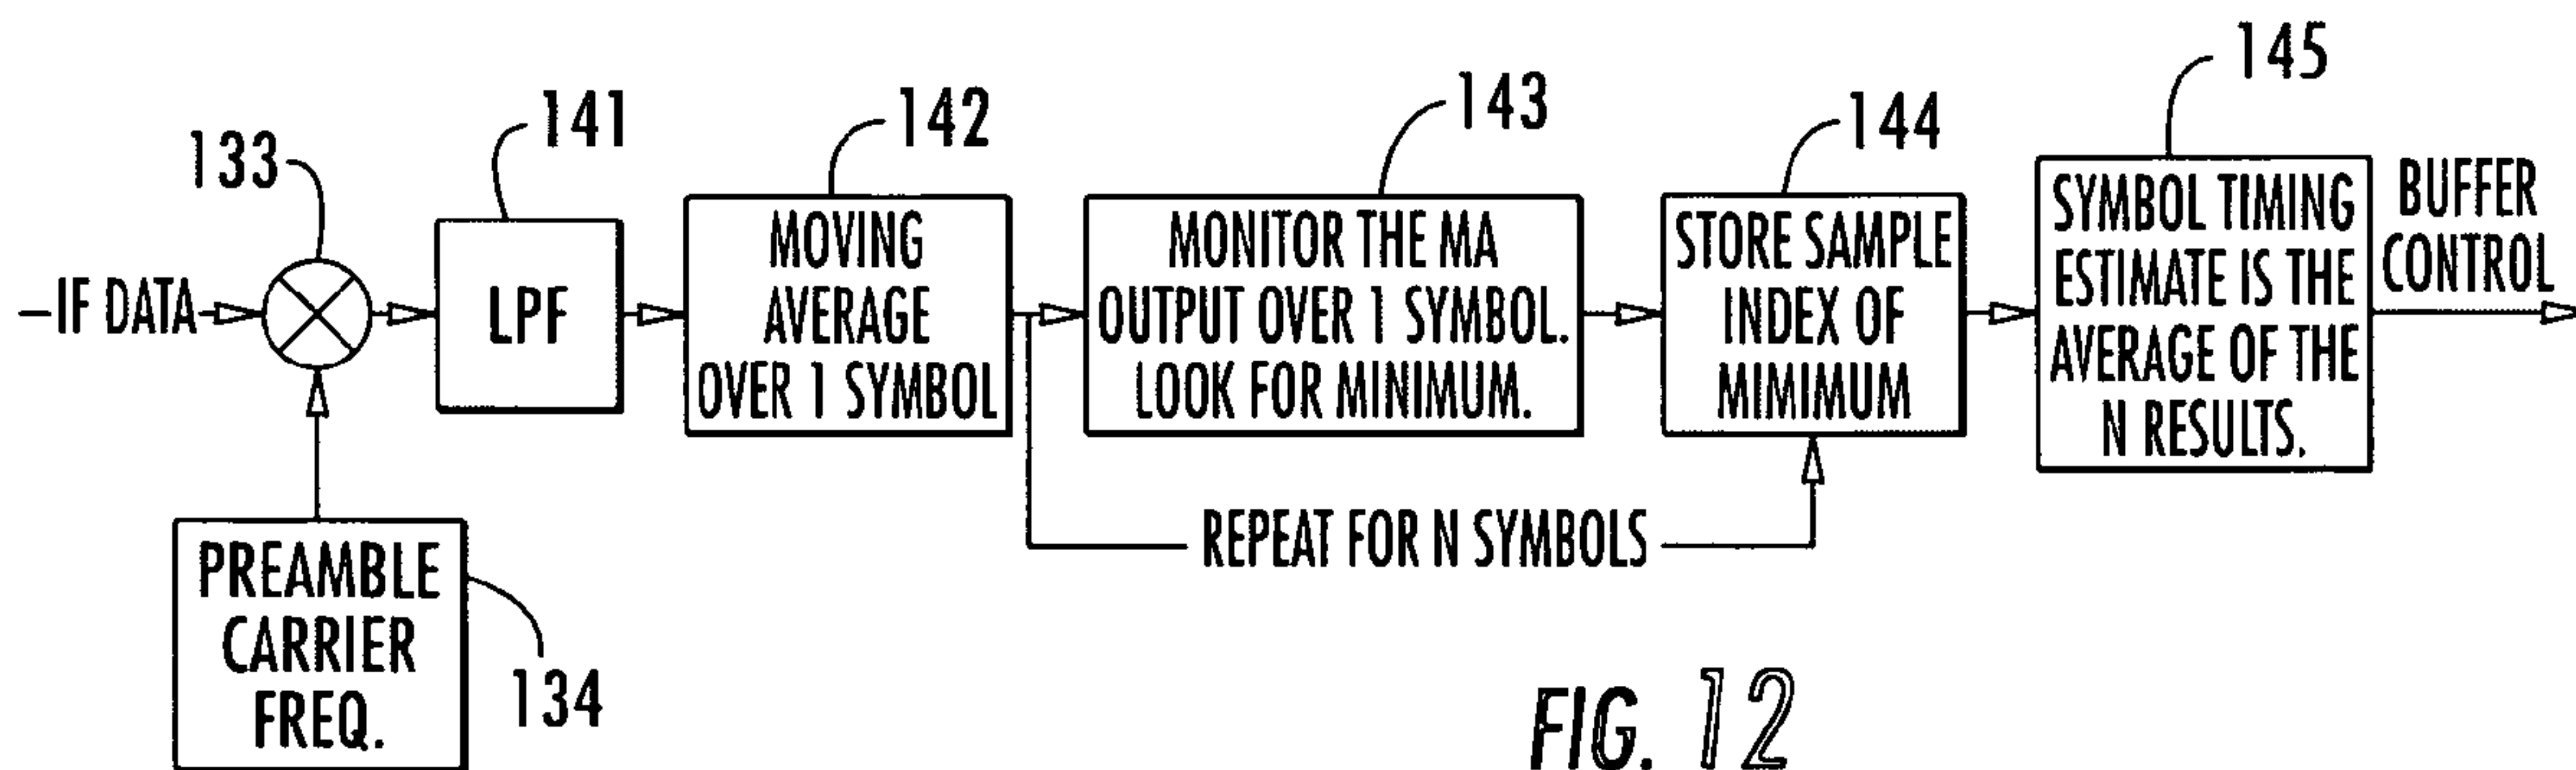 133
141
142
143
144
145
IF DATA
LPF
MOVING
AVERAGE
OVER 1 SYMBOL
MONITOR THE MA
OUTPUT OVER 1 SYMBOL.
LOOK FOR MINIMUM.
STORE SAMPLE
INDEX OF
MIMIMUM
SYMBOL TIMING
ESTIMATE IS THE
AVERAGE OF THE
N RESULTS.
BUFFER
CONTROL
REPEAT FOR N SYMBOLS
PREAMBLE
CARRIER
FREQ.
134
FIG. 12